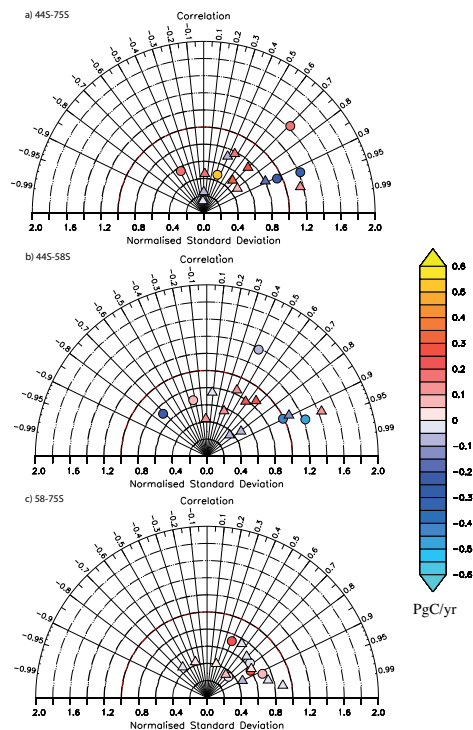 a) 44S-75S
Correlation
-0.99 -0.95 -0.9 -0.8 -0.7 -0.6 -0.5 -0.4 -0.3 -0.2 -0.1 0.1 0.2 0.3 0.4 0.5 0.6 0.7 0.8 0.9 0.95 0.99
2.0 1.6 1.2 0.8 0.4 0.0 0.4 0.8 1.2 1.6 2.0
Normalised Standard Deviation
b) 44S-58S
Correlation
-0.99 -0.95 -0.9 -0.8 -0.7 -0.6 -0.5 -0.4 -0.3 -0.2 -0.1 0.1 0.2 0.3 0.4 0.5 0.6 0.7 0.8 0.9 0.95 0.99
2.0 1.6 1.2 0.8 0.4 0.0 0.4 0.8 1.2 1.6 2.0
Normalised Standard Deviation
c) 58-75S
Correlation
-0.99 -0.95 -0.9 -0.8 -0.7 -0.6 -0.5 -0.4 -0.3 -0.2 -0.1 0.1 0.2 0.3 0.4 0.5 0.6 0.7 0.8 0.9 0.95 0.99
2.0 1.6 1.2 0.8 0.4 0.0 0.4 0.8 1.2 1.6 2.0
Normalised Standard Deviation
0.6
0.5
0.4
0.3
0.2
0.1
0
-0.1
-0.2
-0.3
-0.4
-0.5
-0.6
PgC/yr